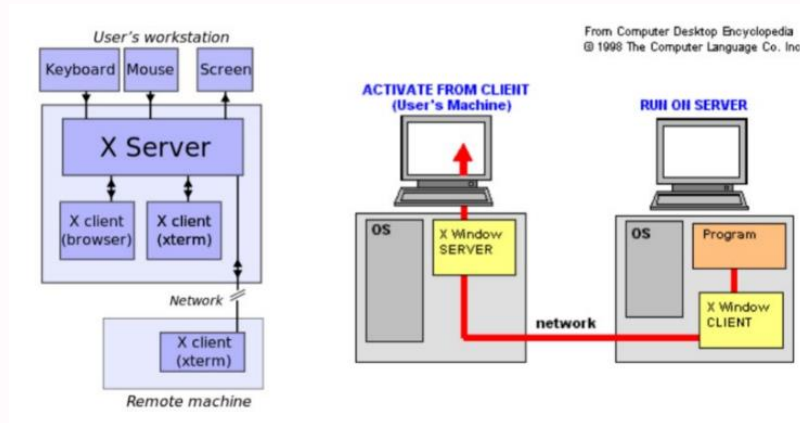 User's workstation
Keyboard
Mouse
Screen
X Server
X client
(browser)
X client
(xterm)
Network
X client
(xterm)
Remote machine
From Computer Desktop Encyclopedia
@ 1998 The Computer Language Co. Inc
ACTIVATE FROM CLIENT
(User's Machine)
OS
X Window
SERVER
network
RUN ON SERVER
OS
Program
X Window
CLIENT